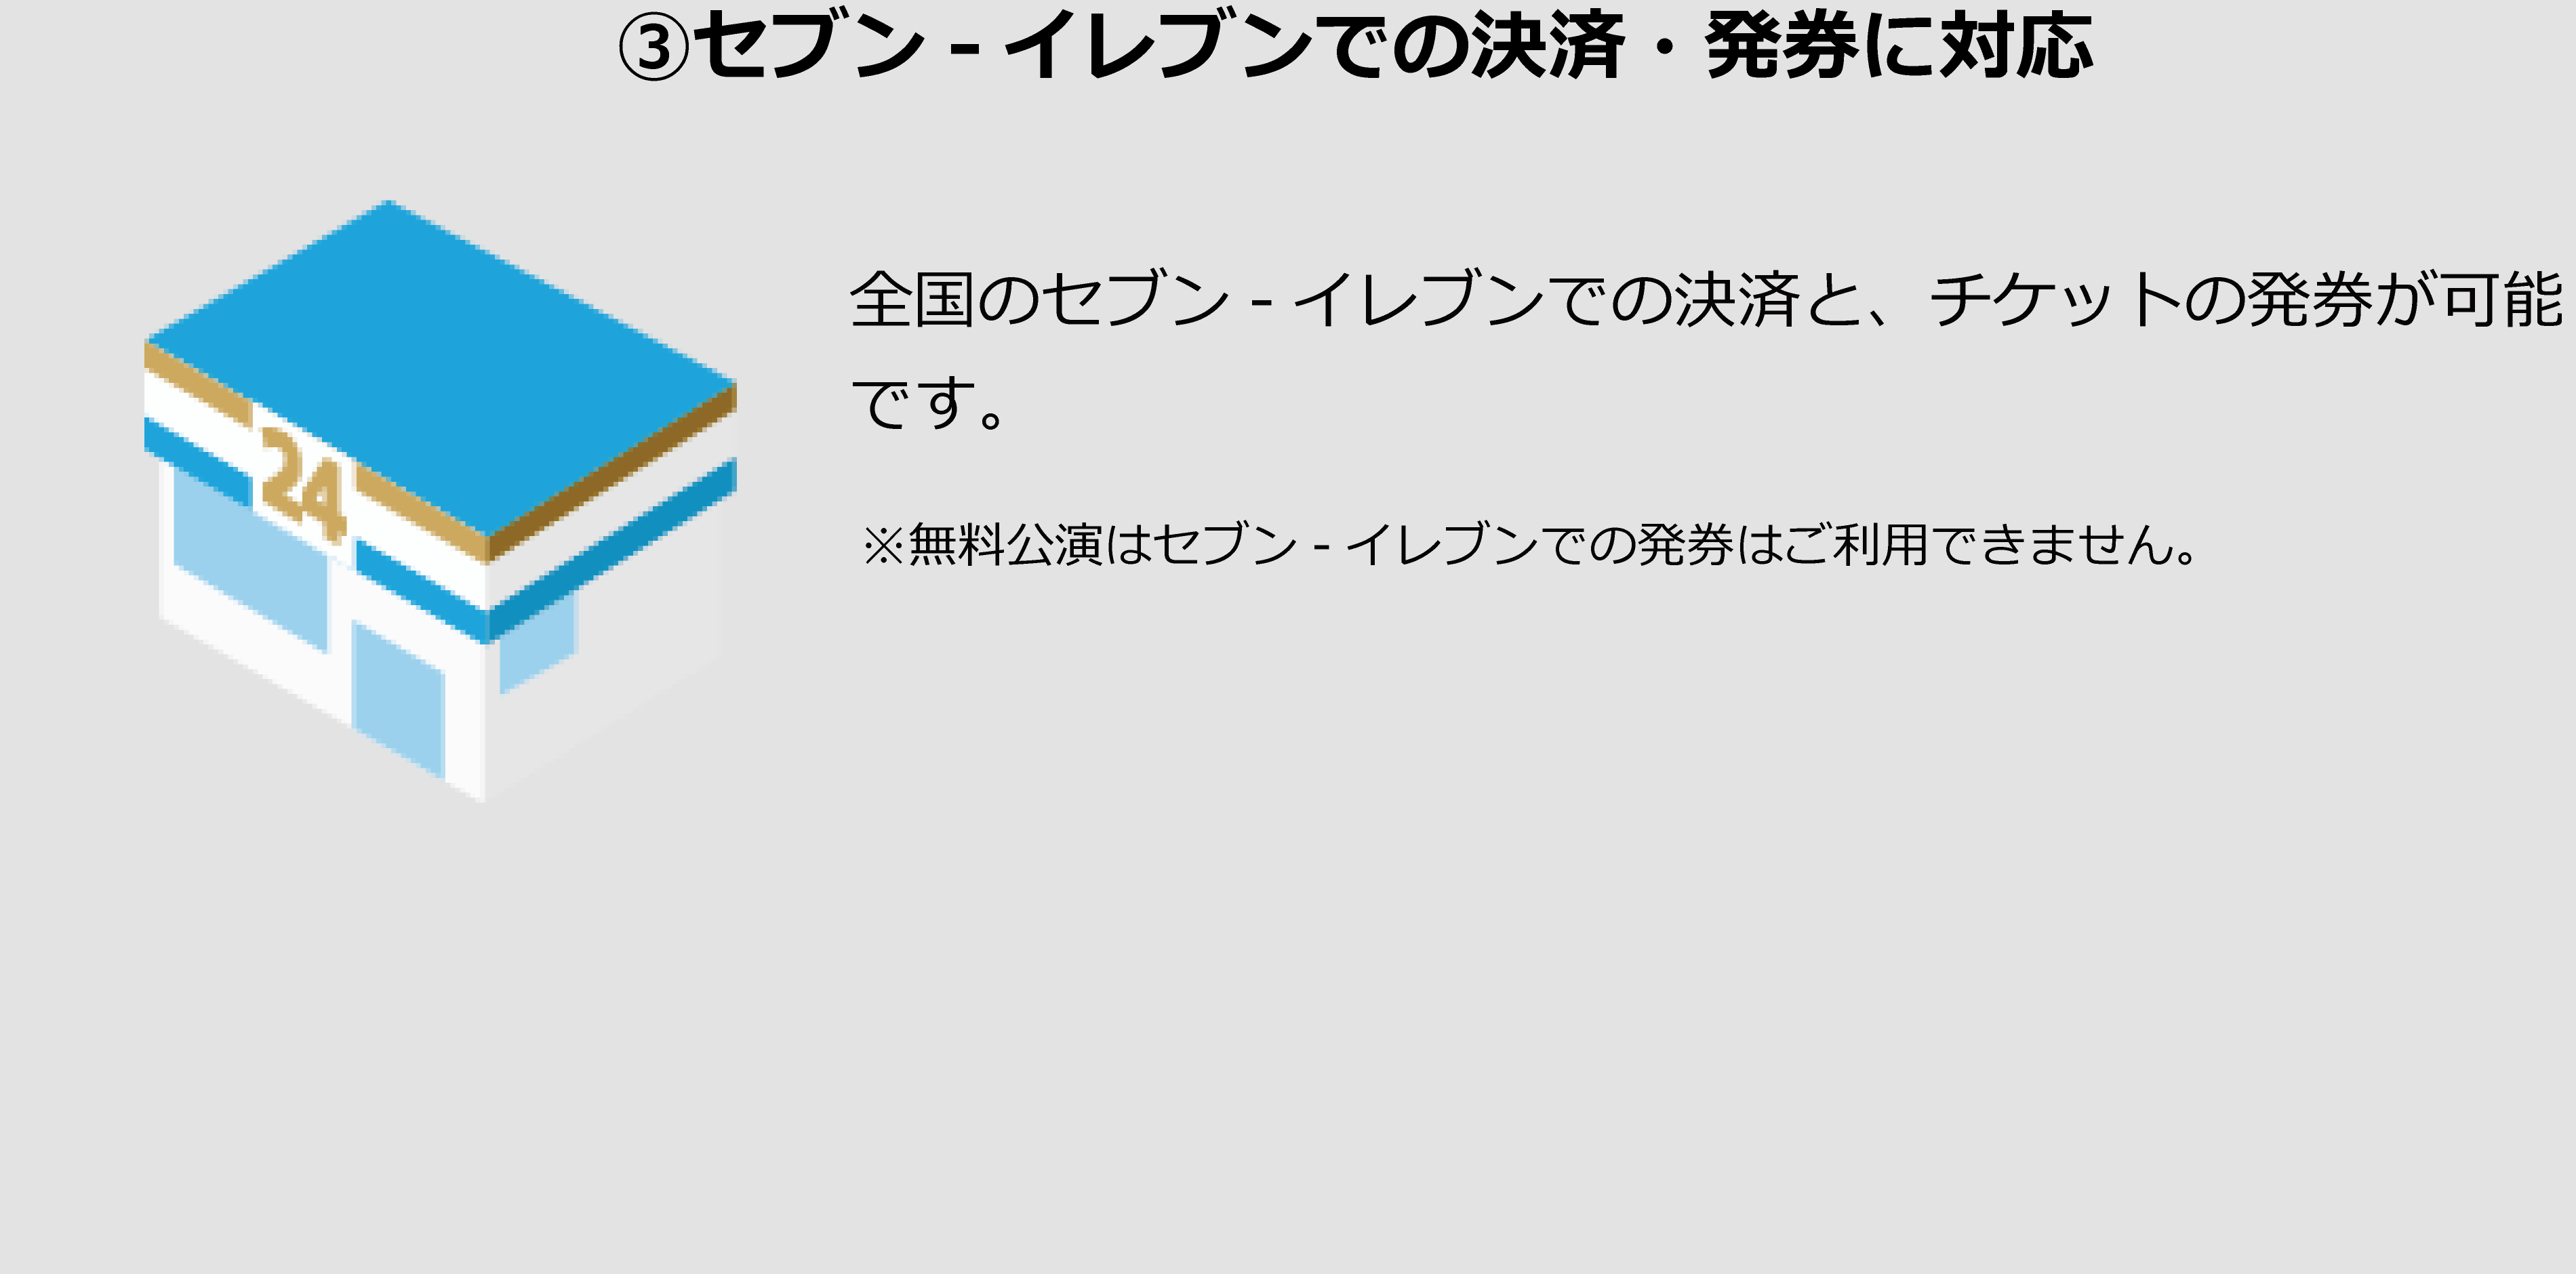 ③セブン‐イレブンでの決済・発券に対応
全国のセブン‐イレブンでの決済と、チケットの発券が可能
です。
24
※無料公演はセブン‐イレブンでの発券はご利用できません。